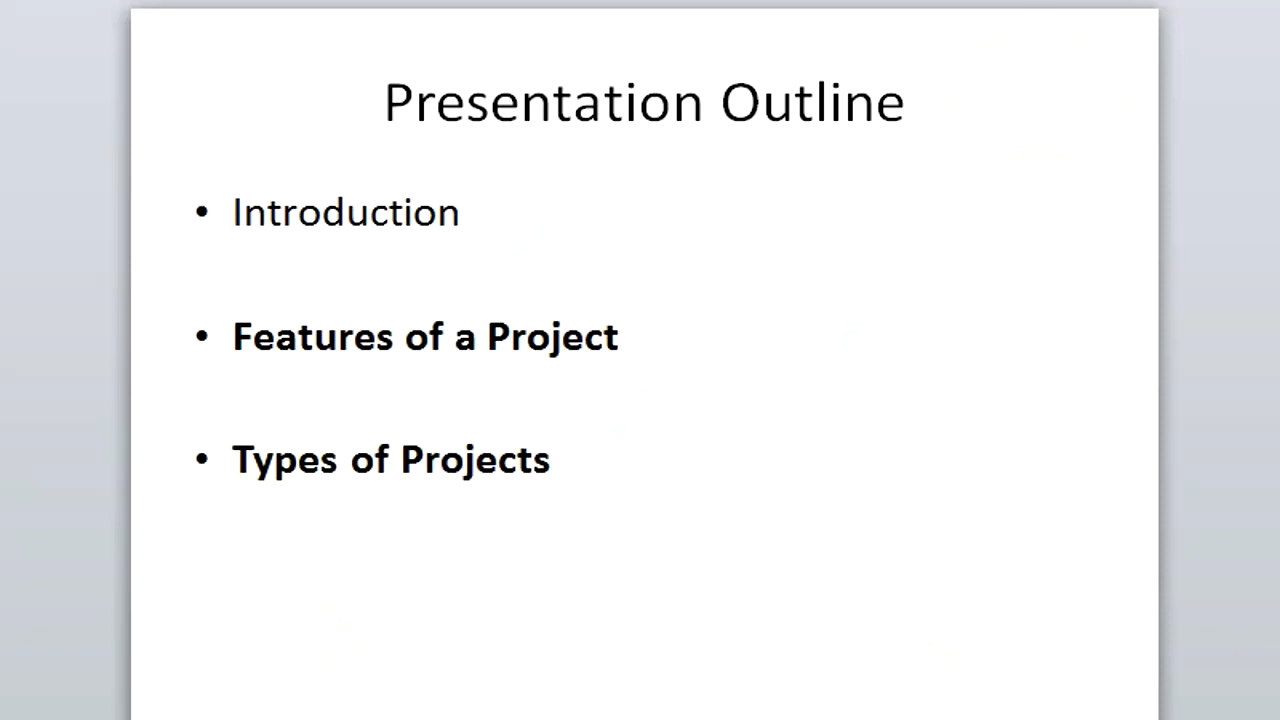 Presentation Outline
• Introduction
• Features of a Project
• Types of Projects